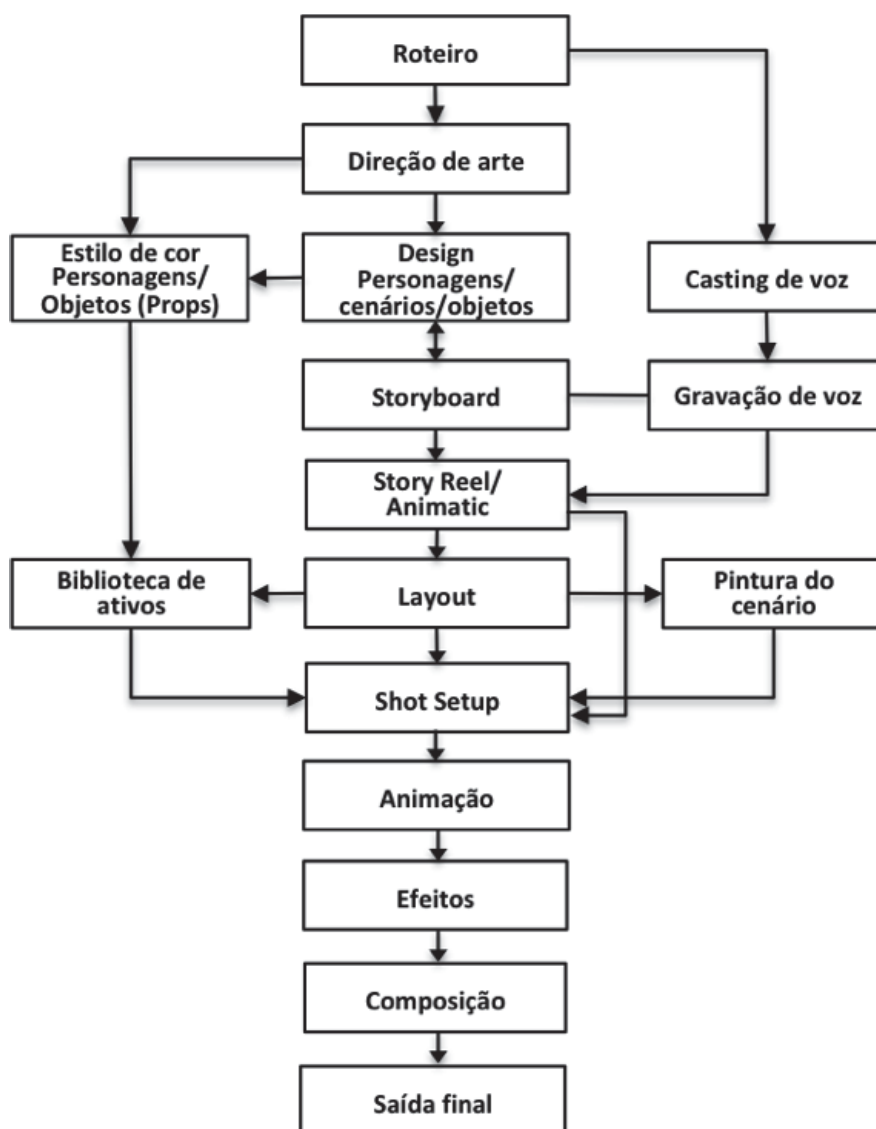 Roteiro
Direção de arte
Estilo de cor
Personagens/
Objetos (Props)
Design
Personagens/
cenários/objetos
Casting de voz
Storyboard
Gravação de voz
Story Reel/
Animatic
Biblioteca de
ativos
Layout
Pintura do
cenário
Shot Setup
Animação
Efeitos
Composição
Saída final